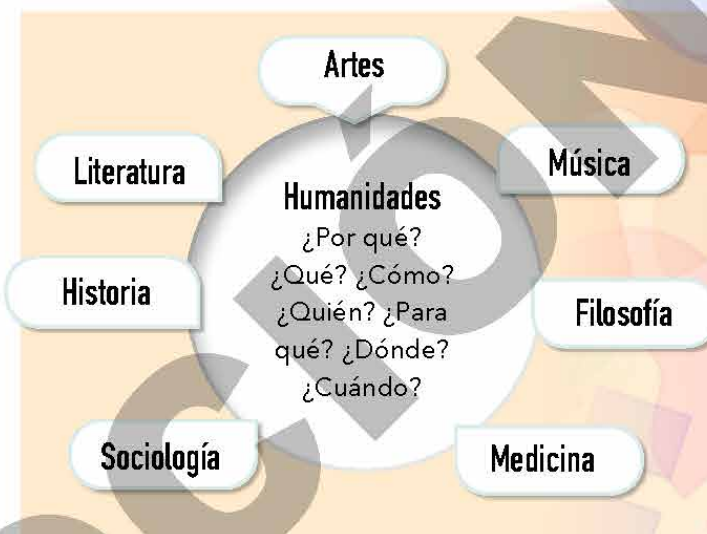 Artes
Literatura
Música
Humanidades
¿Por qué?
¿Qué? ¿Cómo?
¿Quién? ¿Para
qué? ¿Dónde?
¿Cuándo?
Historia
Filosofía
Sociología
Medicina